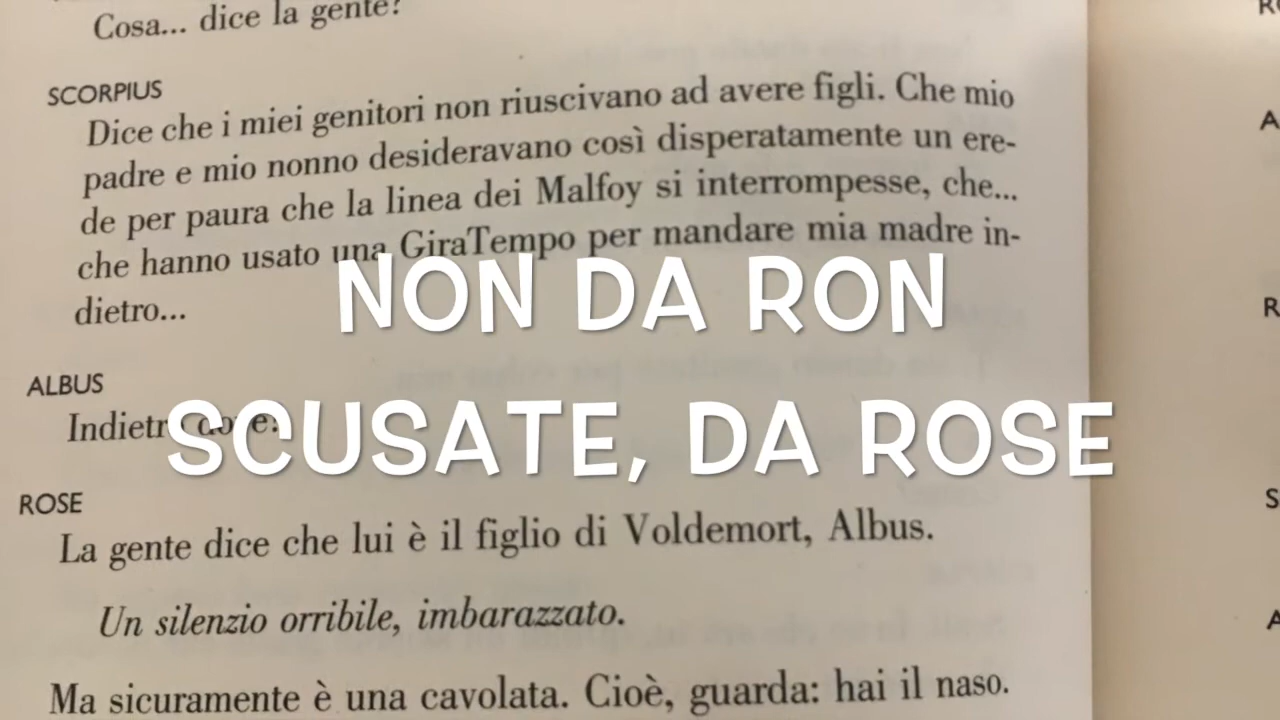 Cosa... dice la gente?
SCORPIUS
Dice che i miei genitori non riuscivano ad avere figli. Che mio
padre e mio nonno desideravano così disperatamente un ere-
de per paura che la linea dei Malfoy si interrompesse, che...
che hanno usato una GiraTempo per mandare mia madre in-
dietro...
NON DA RON
ALBUS
Indietro dove?
SCUSATE, DA ROSE
ROSE
La gente dice che lui è il figlio di Voldemort, Albus.
Un silenzio orribile, imbarazzato.
Ma sicuramente è una cavolata. Cioè, guarda: hai il naso.